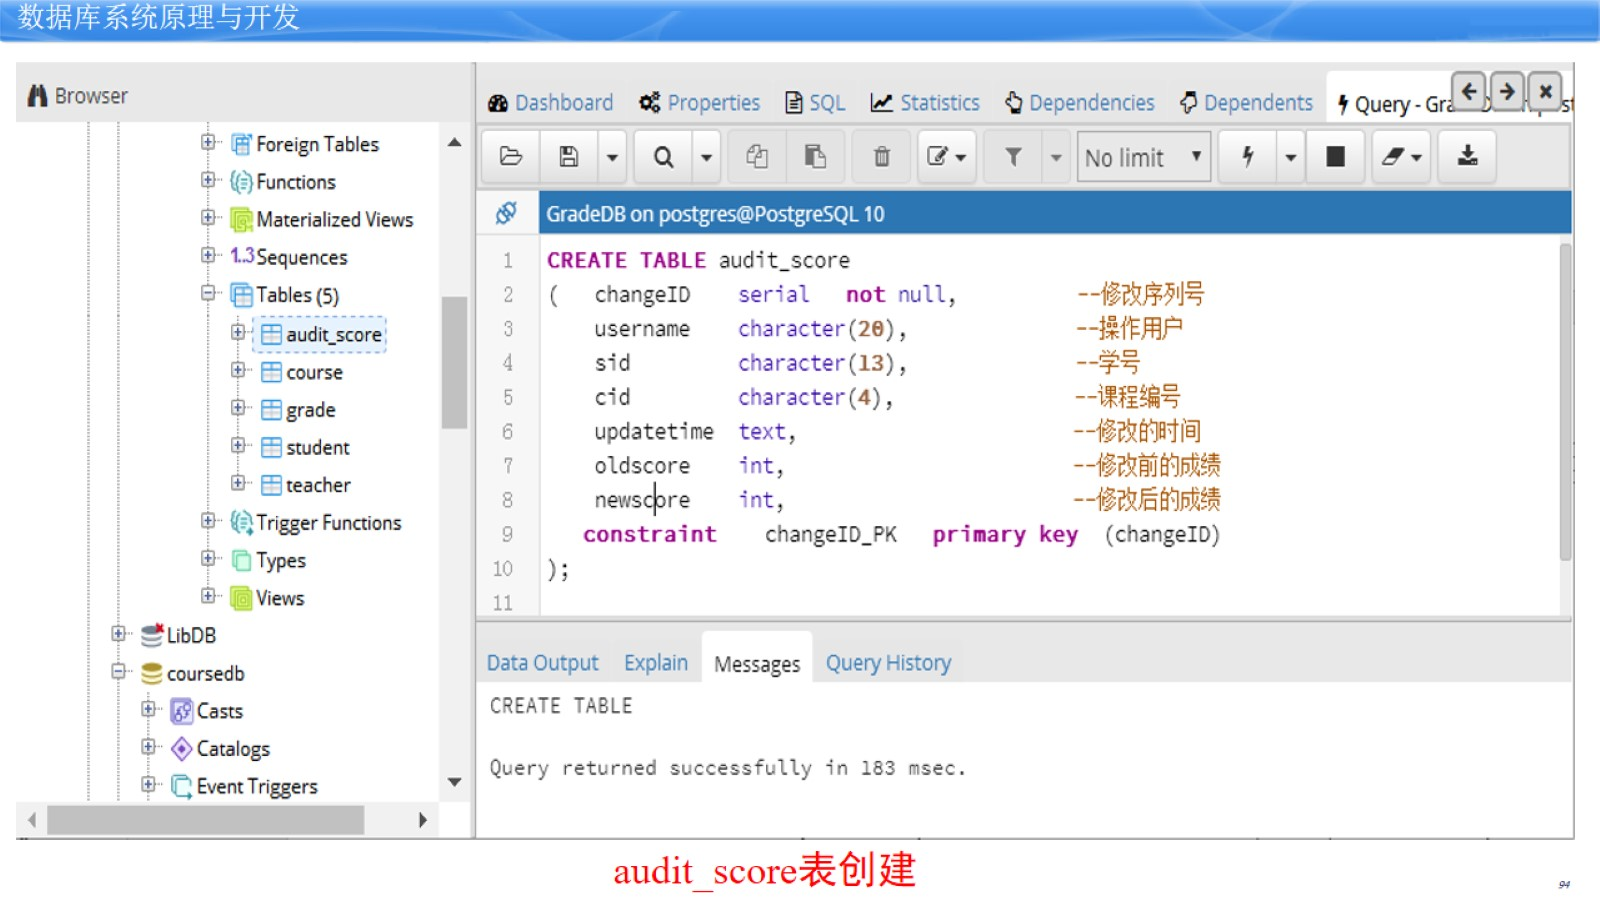 数据库系统原理与开发
Browser
Foreign Tables
Functions
Materialized Views
1.3 Sequences
Tables (5)
audit_score
course
grade
student
teacher
Trigger Functions
Types
Views
LibDB
coursedb
Casts
Catalogs
Event Triggers
Dashboard Properties SQL Statistics Dependencies Dependents Query - Gra
No limit
GradeDB on postgres@PostgreSQL 10
1 CREATE TABLE audit_score
2 ( changeID serial not null, --修改序列号
3 username character(20), --操作用户
4 sid character(13), --学号
5 cid character(4), --课程编号
6 updatetime text, --修改的时间
7 oldscore int, --修改前的成绩
8 newscore int, --修改后的成绩
9 constraint changeID_PK primary key (changeID)
10 );
11
Data Output Explain Messages Query History
CREATE TABLE
Query returned successfully in 183 msec.
audit_score表创建
94